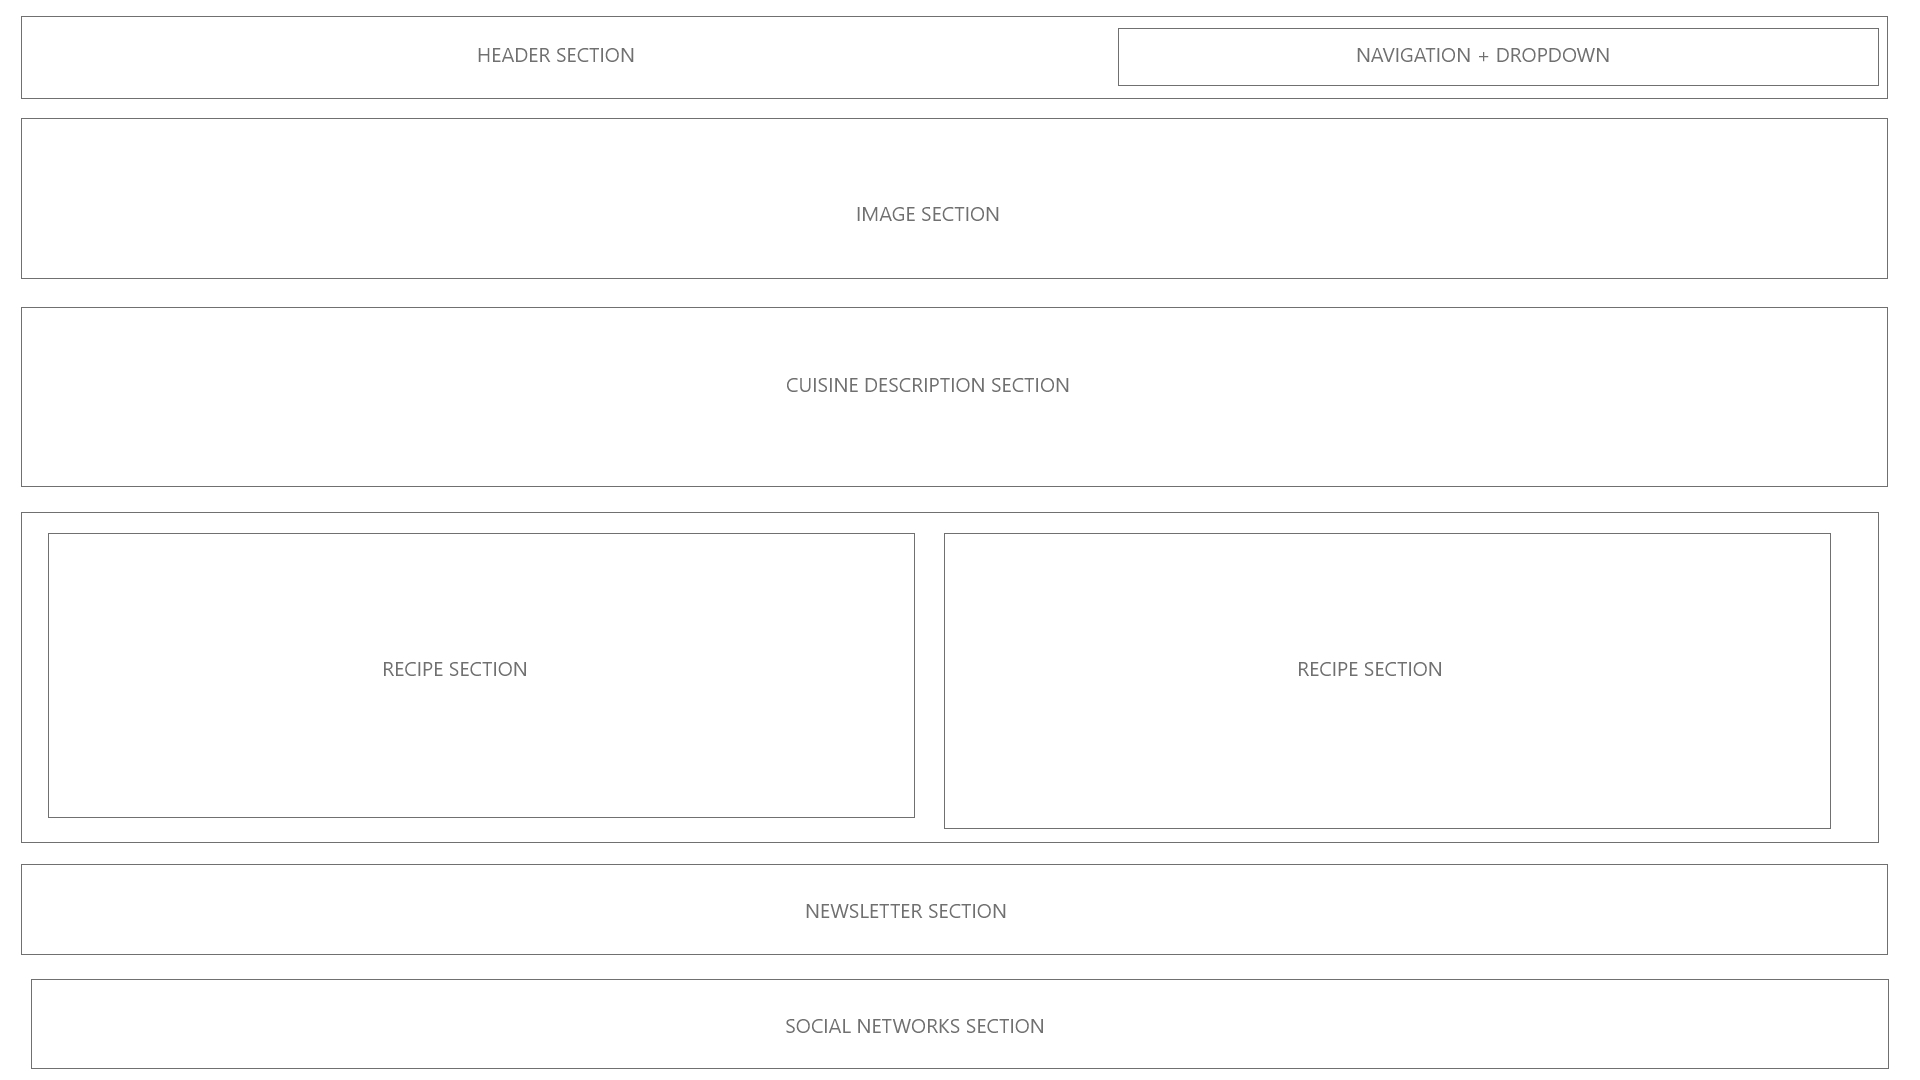 HEADER SECTION
NAVIGATION + DROPDOWN
IMAGE SECTION
CUISINE DESCRIPTION SECTION
RECIPE SECTION
RECIPE SECTION
NEWSLETTER SECTION
SOCIAL NETWORKS SECTION